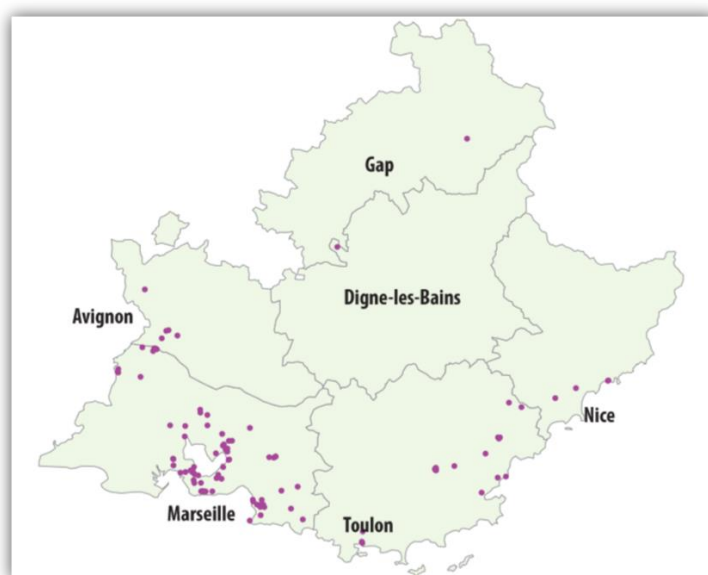 Gap
Digne-les-Bains
Avignon
Nice
Marseille
Toulon